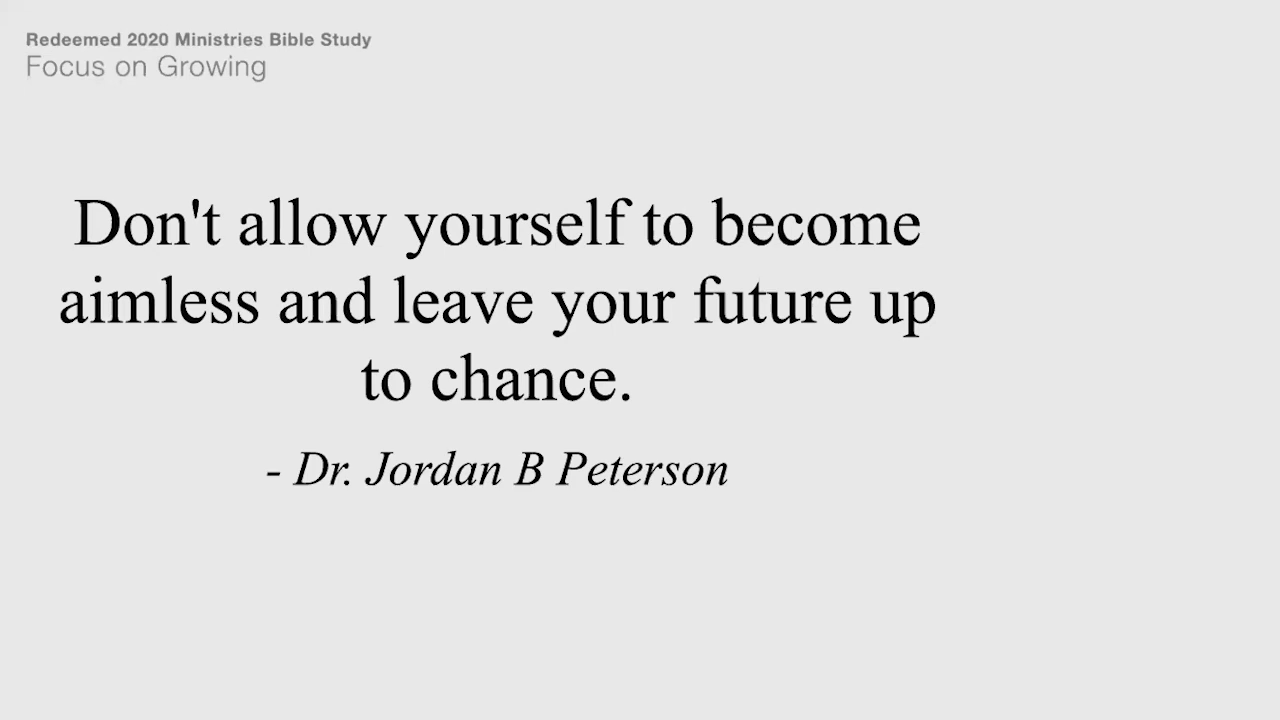 Redeemed 2020 Ministries Bible Study
Focus on Growing
Don't allow yourself to become
aimless and leave your future up
to chance.
- Dr. Jordan B Peterson